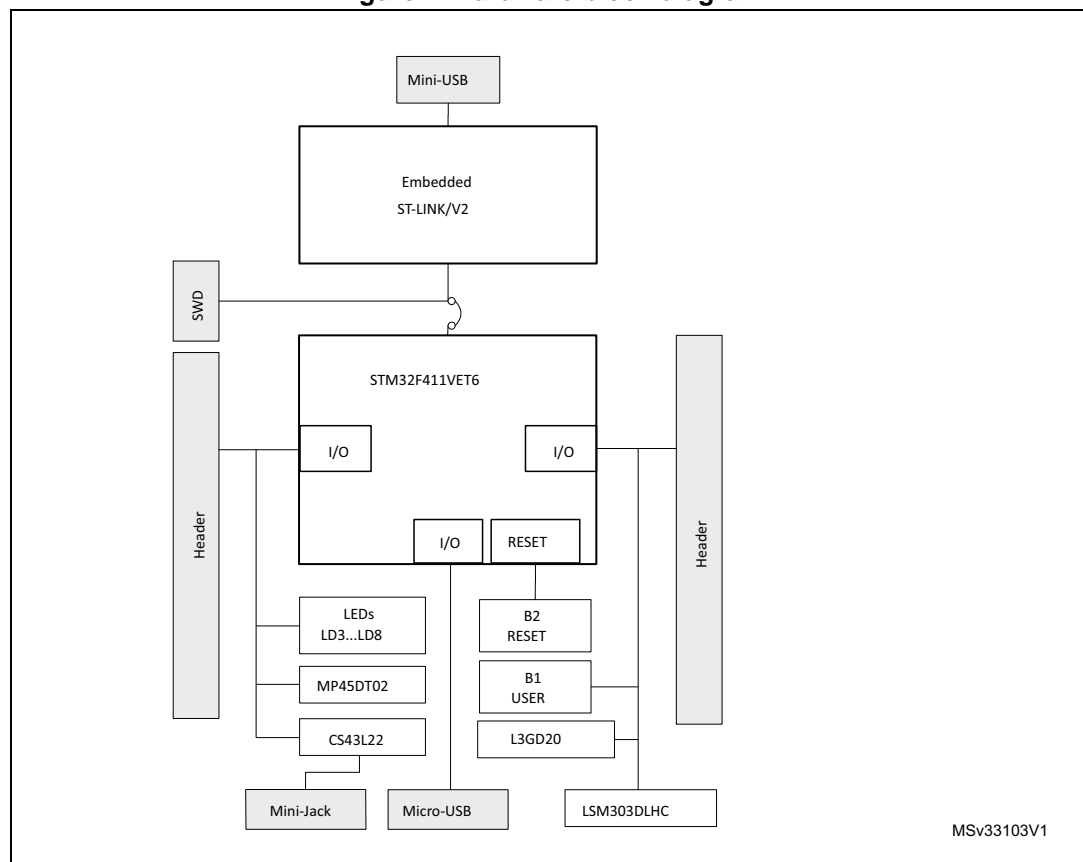 Mini-USB
Embedded
ST-LINK/V2
SWD
STM32F411VET6
I/O
I/O
Header
Header
I/O
RESET
LEDs
LD3...LD8
B2
RESET
MP45DT02
B1
USER
CS43L22
L3GD20
Mini-Jack
Micro-USB
LSM303DLHC
MSv33103V1